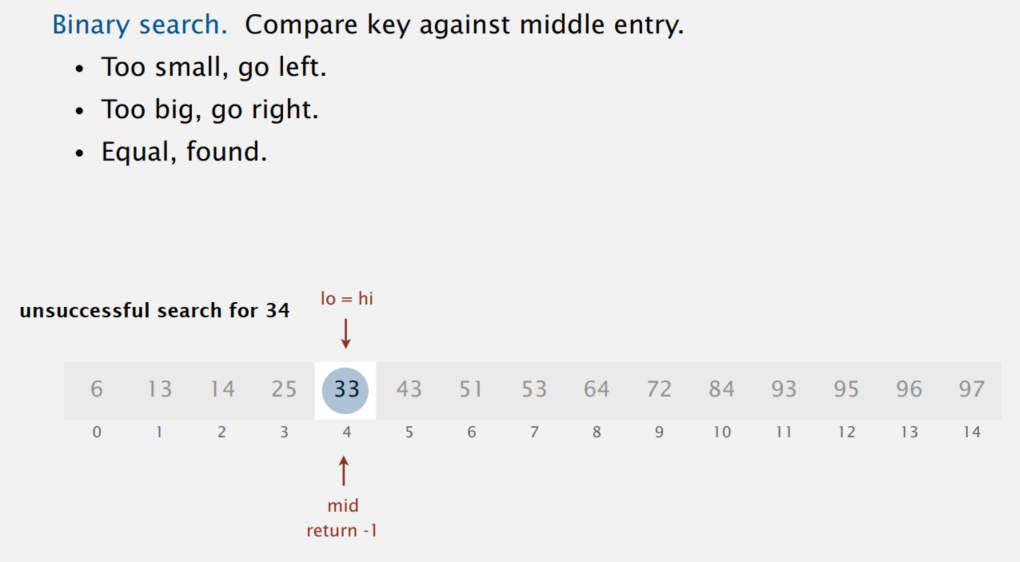 Binary search. Compare key against middle entry.
• Too small, go left.
• Too big, go right.
• Equal, found.
lo = hi
unsuccessful search for 34
6 13 14 25 33 43 51 53 64 72 84 93 95 96 97
0 1 2 3 4 5 6 7 8 9 10 11 12 13 14
mid
return -1